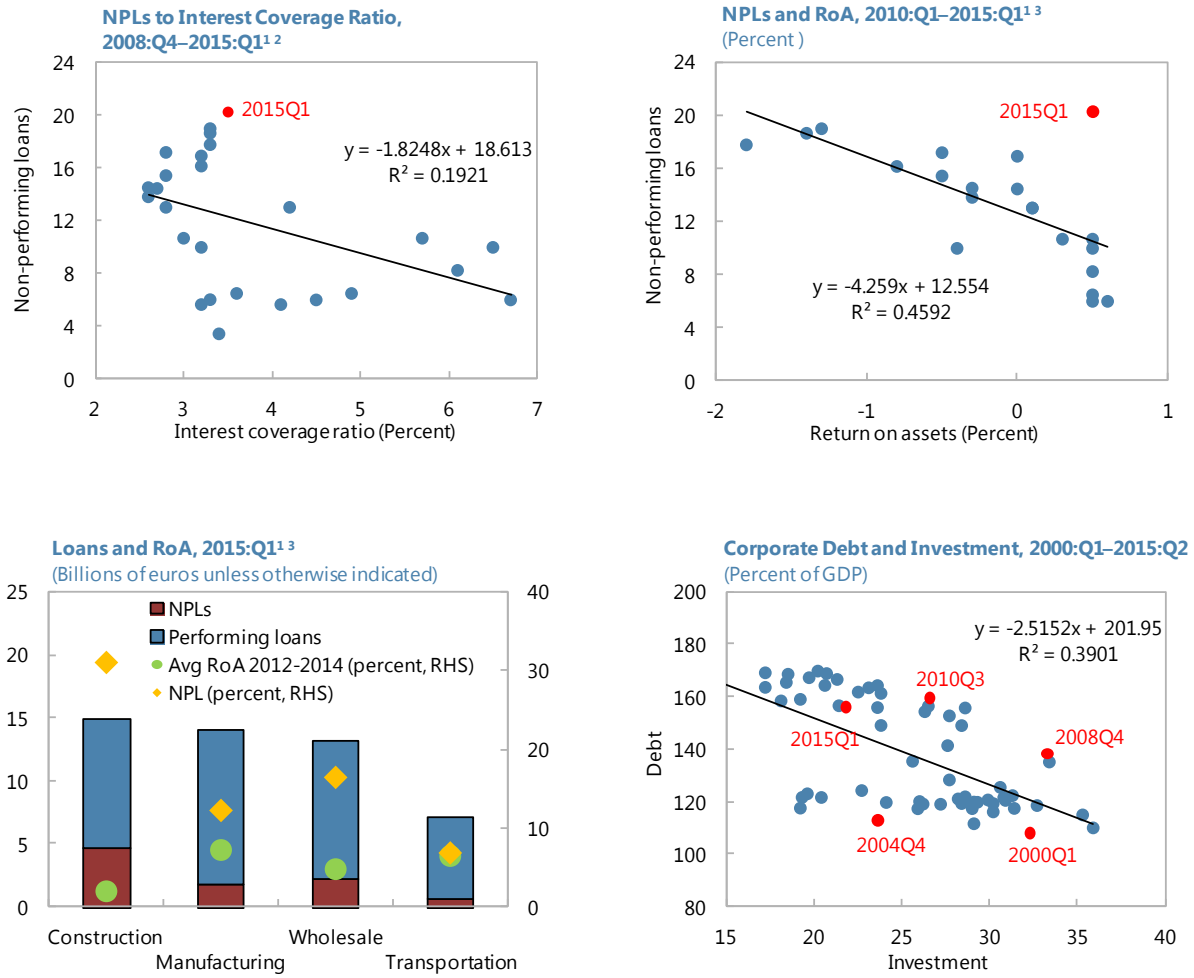 NPLs to Interest Coverage Ratio,
2008:Q4–2015:Q1¹ ²
24
20
16
12
8
4
0
Non-performing loans)
2015Q1
y = -1.8248x + 18.613
R² = 0.1921
2 3 4 5 6 7
Interest coverage ratio (Percent)
NPLs and RoA, 2010:Q1–2015:Q1¹ ³
(Percent )
24
20
16
12
8
4
0
Non-performing loans
2015Q1
y = -4.259x + 12.554
R² = 0.4592
-2 -1 0 1
Return on assets (Percent)
Loans and RoA, 2015:Q1¹ ³
(Billions of euros unless otherwise indicated)
25
20
15
10
5
0
NPLs
Performing loans
Avg RoA 2012-2014 (percent, RHS)
NPL (percent, RHS)
40
30
20
10
0
Construction
Manufacturing
Wholesale
Transportation
Corporate Debt and Investment, 2000:Q1–2015:Q2
(Percent of GDP)
200
180
160
140
120
100
80
Debt
y = -2.5152x + 201.95
R² = 0.3901
2010Q3
2015Q1
2008Q4
2004Q4
2000Q1
15 20 25 30 35 40
Investment